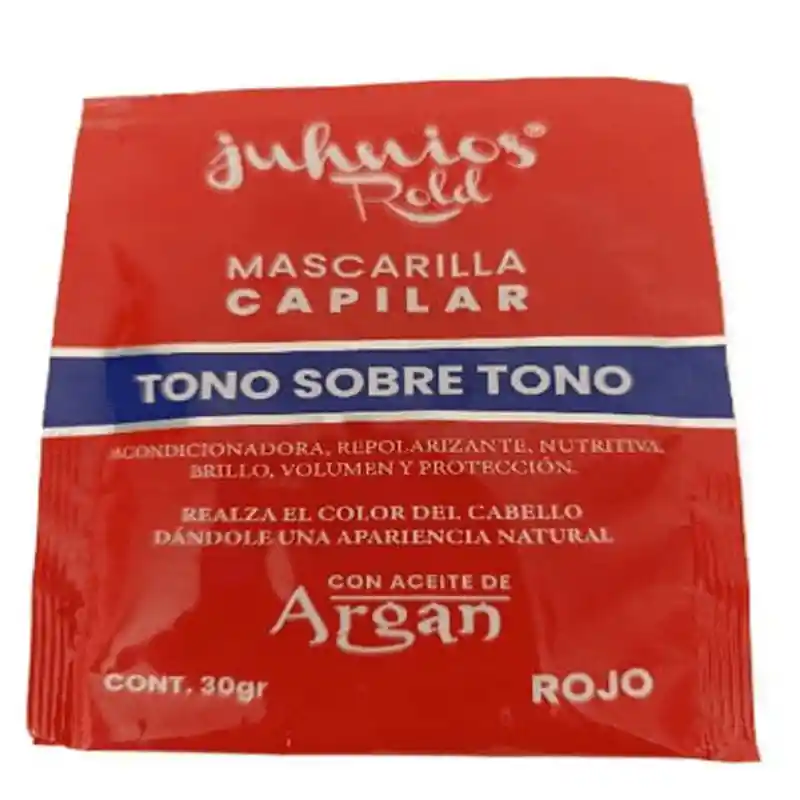 juhnios®
Rold
MASCARILLA
CAPILAR
TONO SOBRE TONO
ACONDICIONADORA, REPOLARIZANTE, NUTRITIVA,
BRILLO, VOLUMEN Y PROTECCIÓN.
REALZA EL COLOR DEL CABELLO
DÁNDOLE UNA APARIENCIA NATURAL
CON ACEITE DE
Argan
CONT. 30gr
ROJO